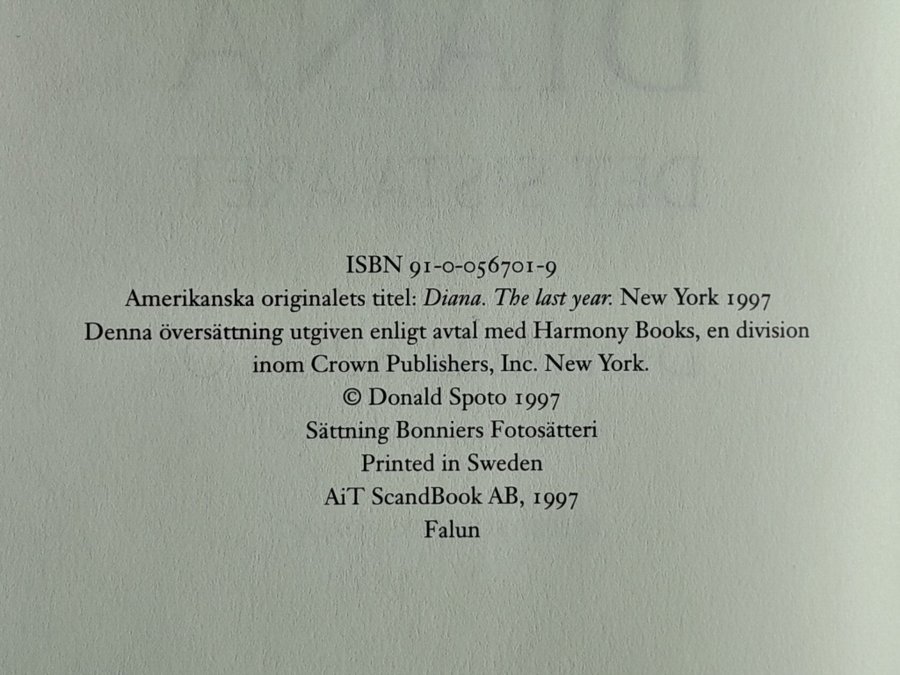 ISBN 91-0-056701-9
Amerikanska originalets titel: Diana. The last year. New York 1997
Denna översättning utgiven enligt avtal med Harmony Books, en division
inom Crown Publishers, Inc. New York.
© Donald Spoto 1997
Sättning Bonniers Fotosätteri
Printed in Sweden
AiT ScandBook AB, 1997
Falun